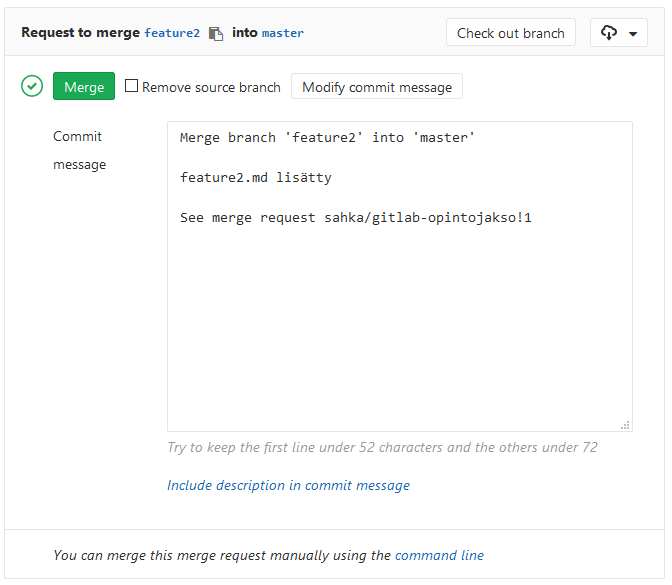 Request to merge feature2 into master Check out branch
Merge Remove source branch Modify commit message
Commit
message
Merge branch 'feature2' into 'master'
feature2.md lisätty
See merge request sahka/gitlab-opintojakso!1
Try to keep the first line under 52 characters and the others under 72
Include description in commit message
You can merge this merge request manually using the command line